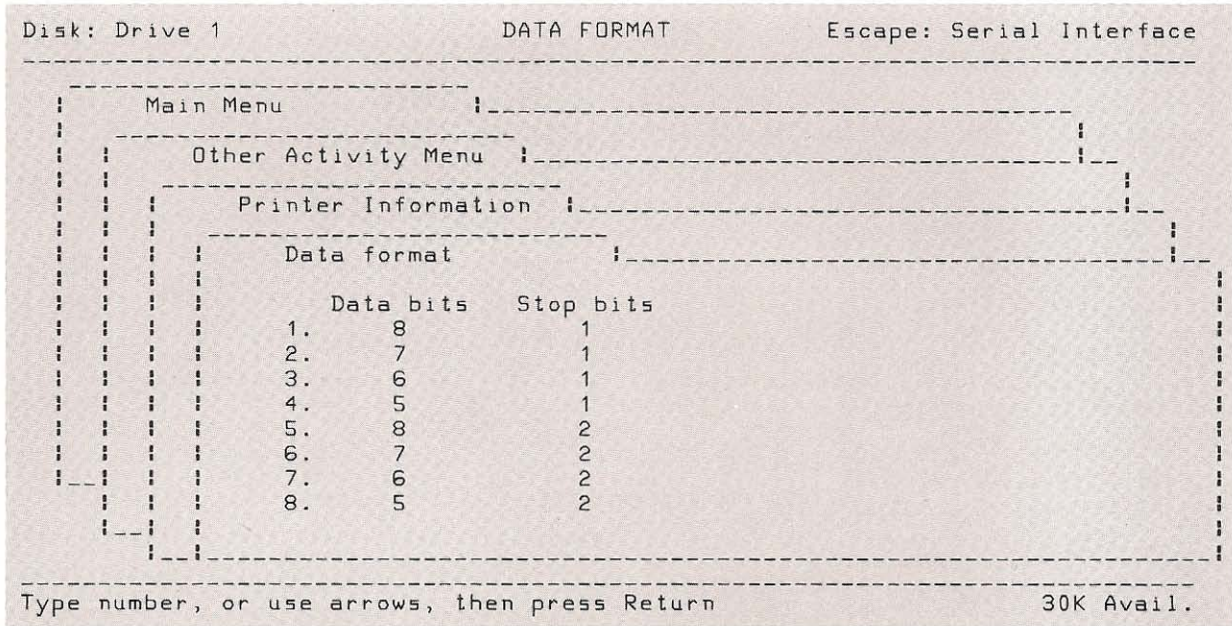 Disk: Drive 1 DATA FORMAT Escape: Serial Interface
Main Menu
Other Activity Menu
Printer Information
Data format
Data bits Stop bits
1. 8 1
2. 7 1
3. 6 1
4. 5 1
5. 8 2
6. 7 2
7. 6 2
8. 5 2
Type number, or use arrows, then press Return 30K Avail.